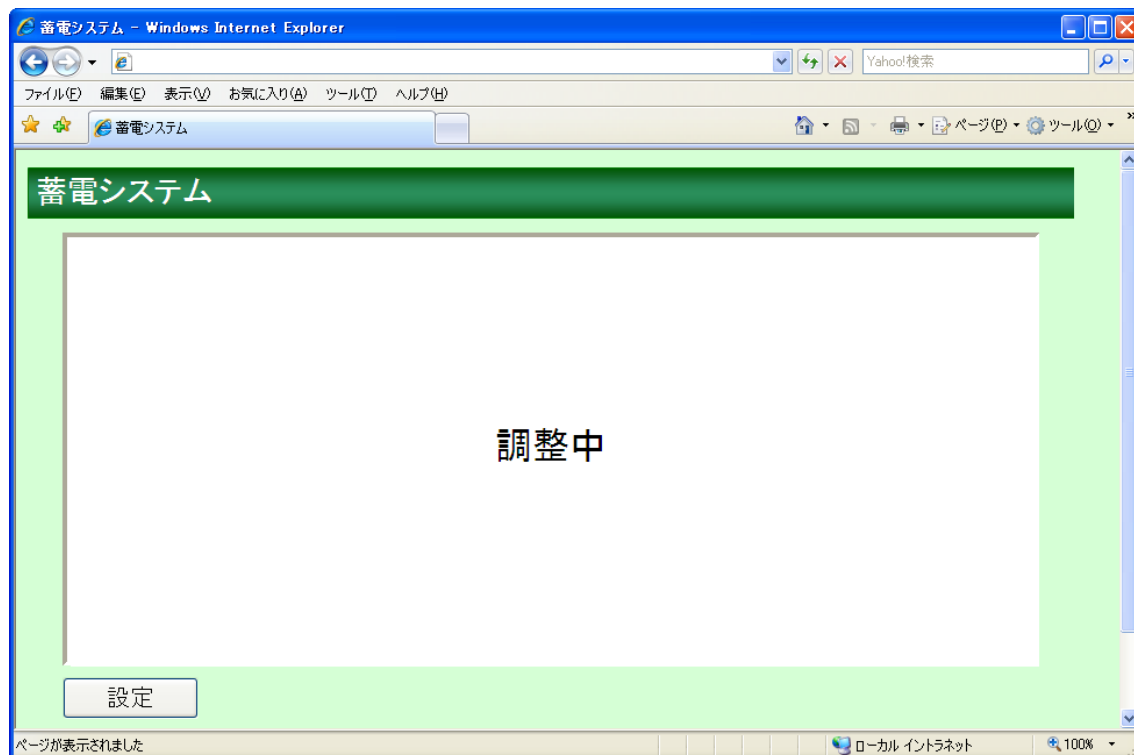 蓄電システム - Windows Internet Explorer
Yahoo!検索
ファイル(F) 編集(E) 表示(V) お気に入り(A) ツール(T) ヘルプ(H)
蓄電システム ページ(P) ツール(O) »
蓄電システム
調整中
設定
ページが表示されました ローカル イントラネット 100%